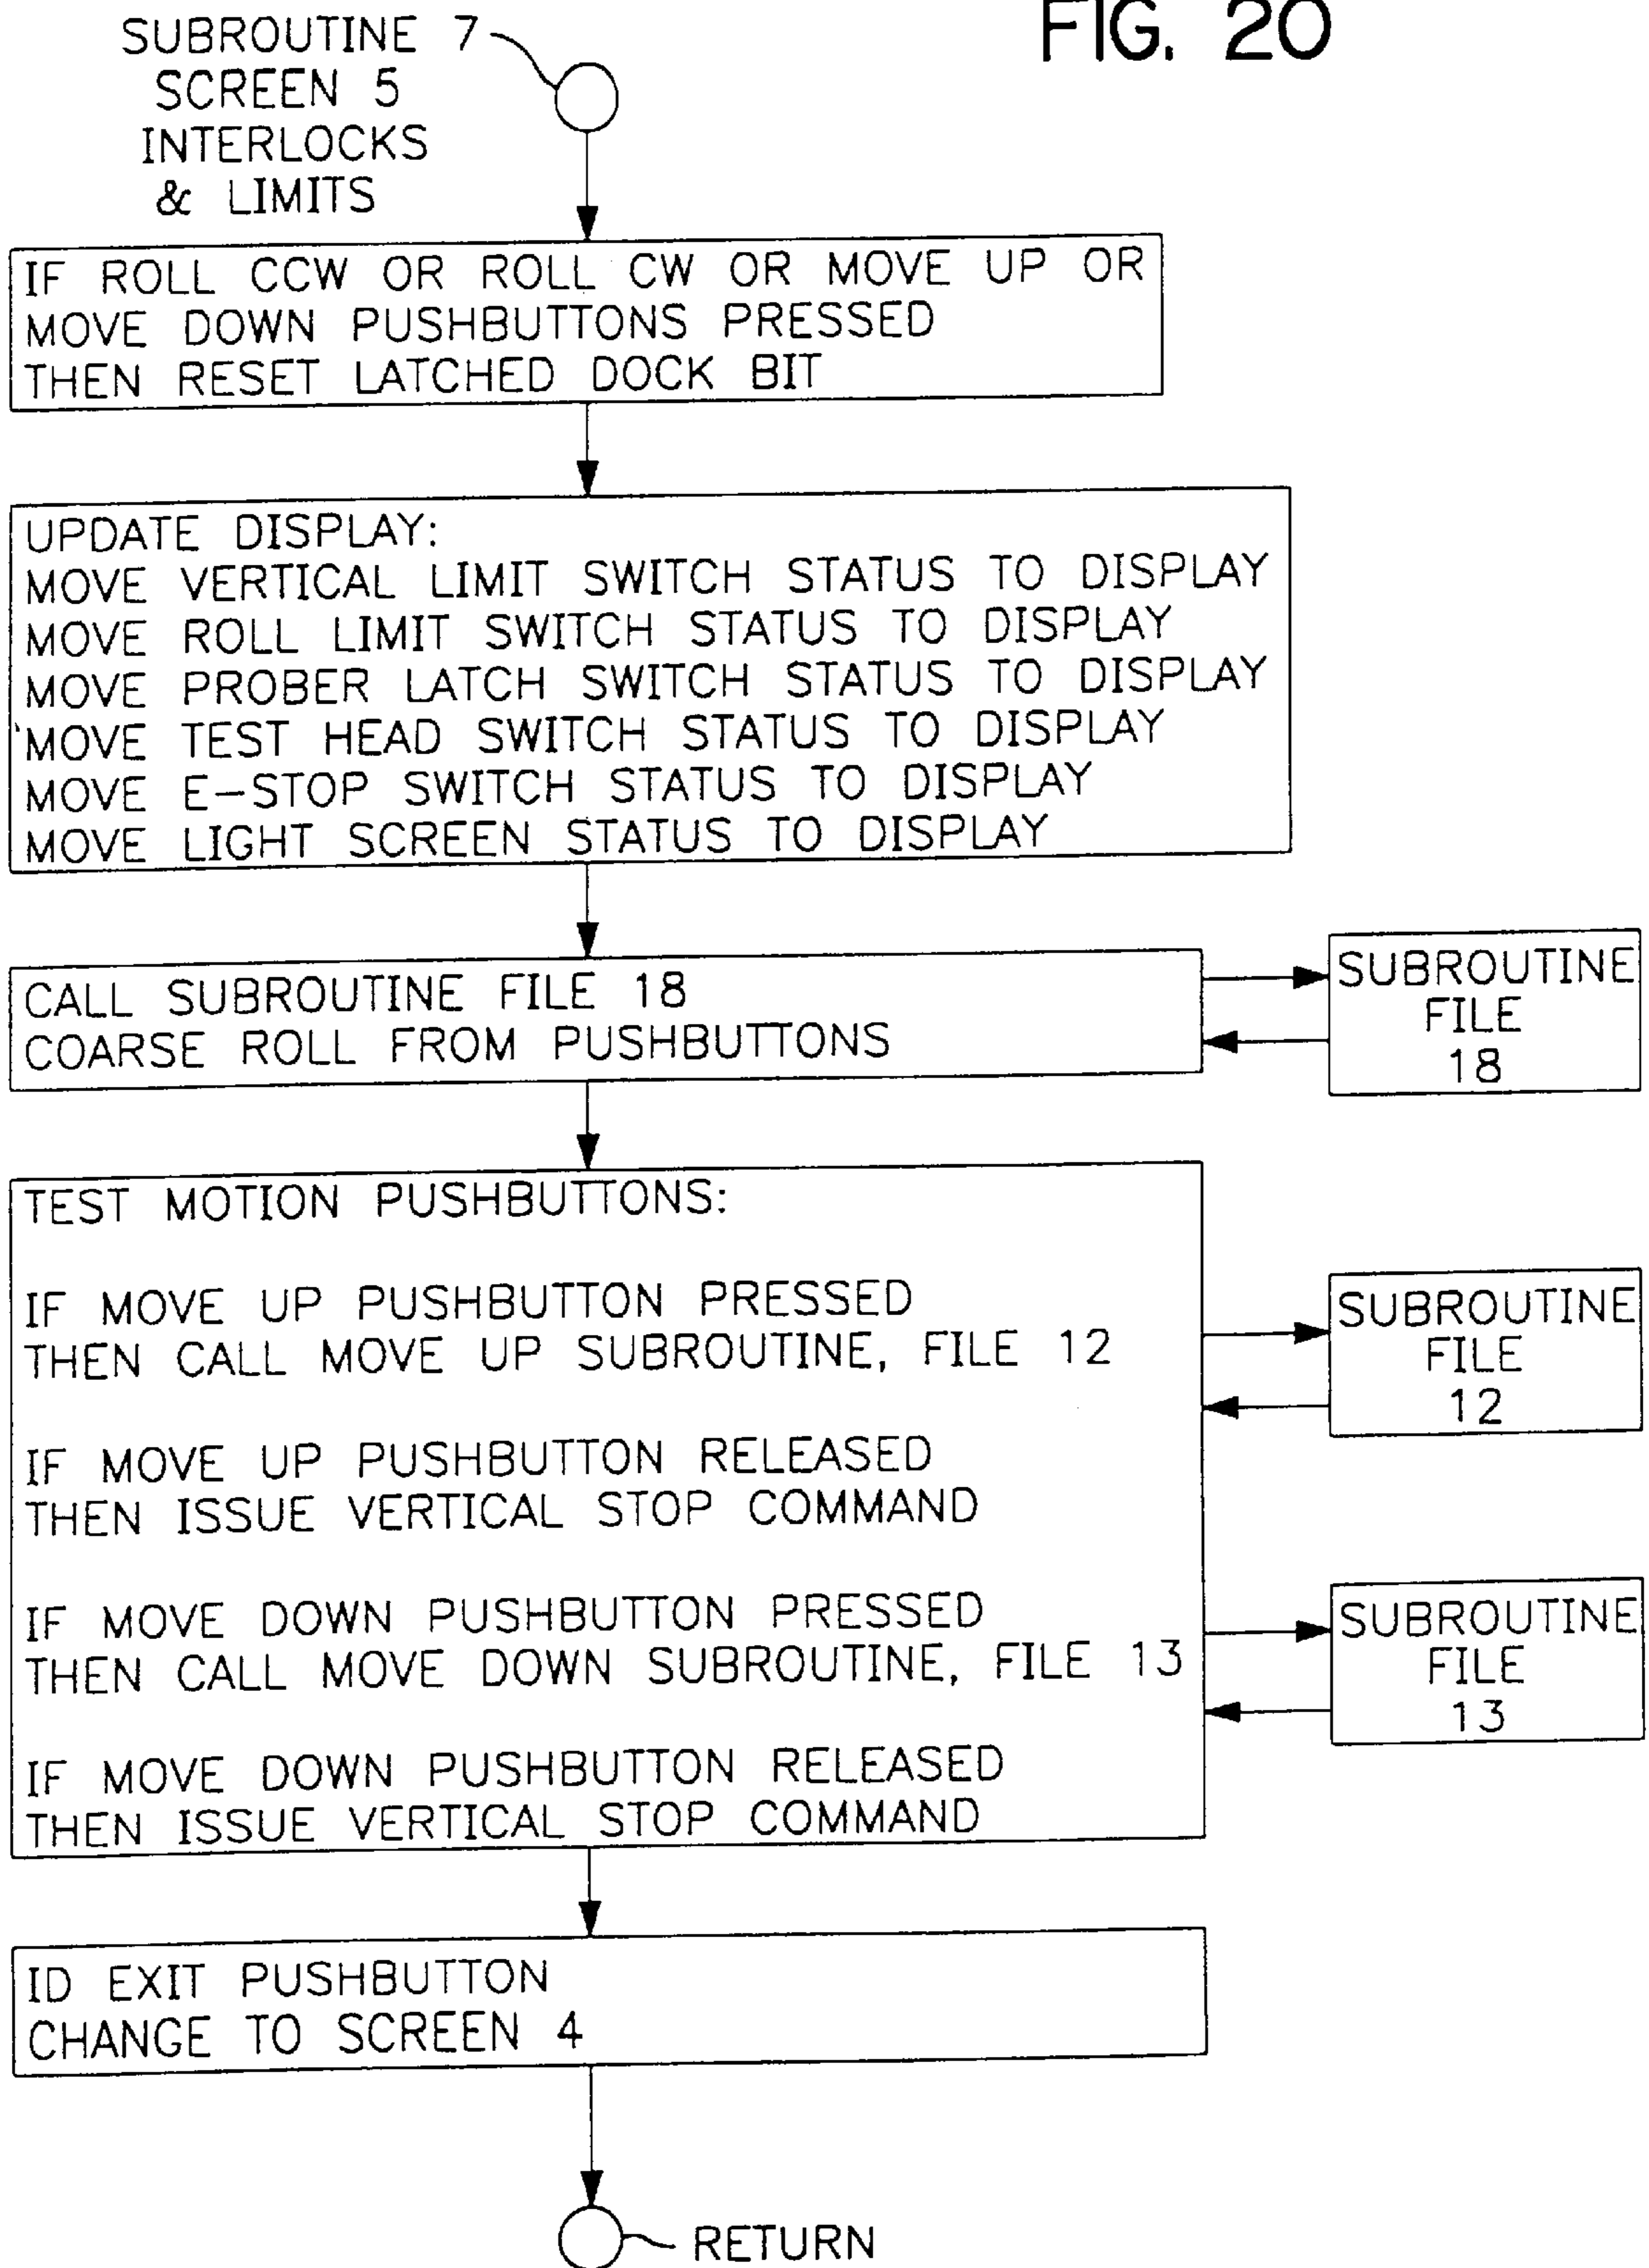 FIG. 20
SUBROUTINE 7
SCREEN 5
INTERLOCKS
& LIMITS
IF ROLL CCW OR ROLL CW OR MOVE UP OR
MOVE DOWN PUSHBUTTONS PRESSED
THEN RESET LATCHED DOCK BIT
UPDATE DISPLAY:
MOVE VERTICAL LIMIT SWITCH STATUS TO DISPLAY
MOVE ROLL LIMIT SWITCH STATUS TO DISPLAY
MOVE PROBER LATCH SWITCH STATUS TO DISPLAY
MOVE TEST HEAD SWITCH STATUS TO DISPLAY
MOVE E-STOP SWITCH STATUS TO DISPLAY
MOVE LIGHT SCREEN STATUS TO DISPLAY
CALL SUBROUTINE FILE 18
COARSE ROLL FROM PUSHBUTTONS
SUBROUTINE
FILE
18
TEST MOTION PUSHBUTTONS:
IF MOVE UP PUSHBUTTON PRESSED
THEN CALL MOVE UP SUBROUTINE, FILE 12
SUBROUTINE
FILE
12
IF MOVE UP PUSHBUTTON RELEASED
THEN ISSUE VERTICAL STOP COMMAND
IF MOVE DOWN PUSHBUTTON PRESSED
THEN CALL MOVE DOWN SUBROUTINE, FILE 13
SUBROUTINE
FILE
13
IF MOVE DOWN PUSHBUTTON RELEASED
THEN ISSUE VERTICAL STOP COMMAND
ID EXIT PUSHBUTTON
CHANGE TO SCREEN 4
RETURN